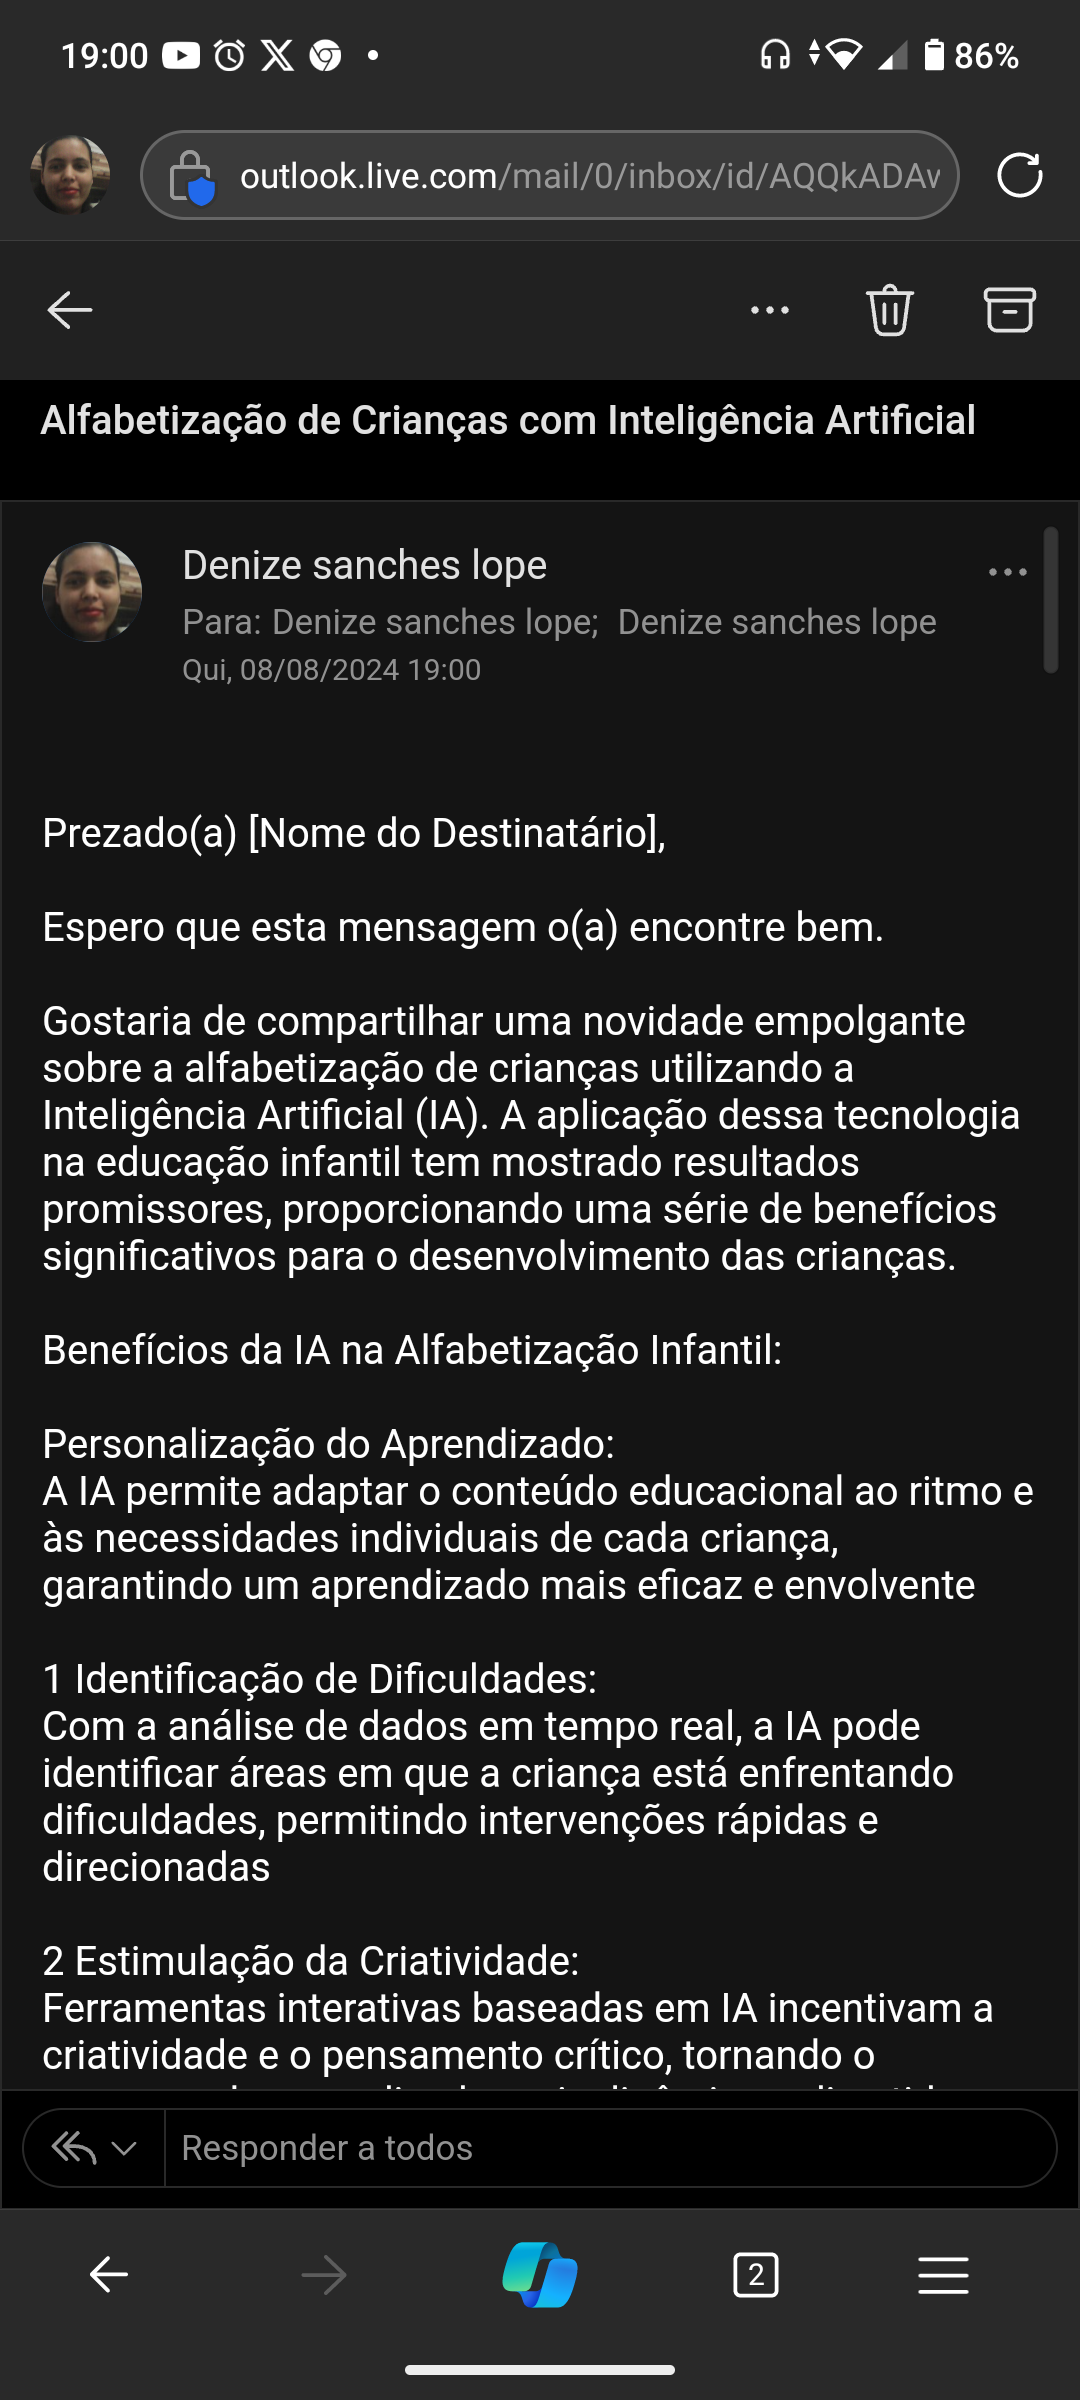 19:00
86%
outlook.live.com/mail/0/inbox/id/AQQkADAv
Alfabetização de Crianças com Inteligência Artificial
Denize sanches lope
Para: Denize sanches lope; Denize sanches lope
Qui, 08/08/2024 19:00
Prezado(a) [Nome do Destinatário],
Espero que esta mensagem o(a) encontre bem.
Gostaria de compartilhar uma novidade empolgante
sobre a alfabetização de crianças utilizando a
Inteligência Artificial (IA). A aplicação dessa tecnologia
na educação infantil tem mostrado resultados
promissores, proporcionando uma série de benefícios
significativos para o desenvolvimento das crianças.
Benefícios da IA na Alfabetização Infantil:
Personalização do Aprendizado:
A IA permite adaptar o conteúdo educacional ao ritmo e
às necessidades individuais de cada criança,
garantindo um aprendizado mais eficaz e envolvente
1 Identificação de Dificuldades:
Com a análise de dados em tempo real, a IA pode
identificar áreas em que a criança está enfrentando
dificuldades, permitindo intervenções rápidas e
direcionadas
2 Estimulação da Criatividade:
Ferramentas interativas baseadas em IA incentivam a
criatividade e o pensamento crítico, tornando o
Responder a todos
2